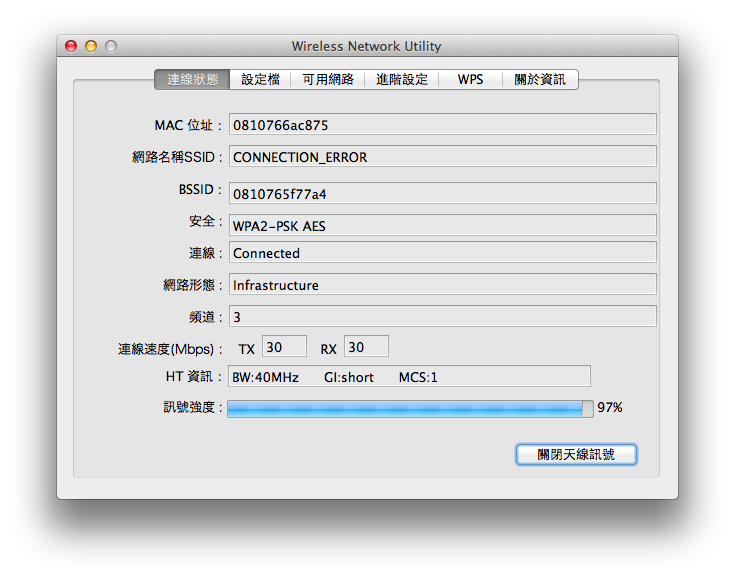 Wireless Network Utility
連線狀態 設定檔 可用網路 進階設定 WPS 關於資訊
MAC 位址： 0810766ac875
網路名稱SSID： CONNECTION_ERROR
BSSID： 0810765f77a4
安全： WPA2-PSK AES
連線： Connected
網路形態： Infrastructure
頻道： 3
連線速度(Mbps)： TX 30 RX 30
HT 資訊： BW:40MHz GI:short MCS:1
訊號強度： 97%
關閉天線訊號